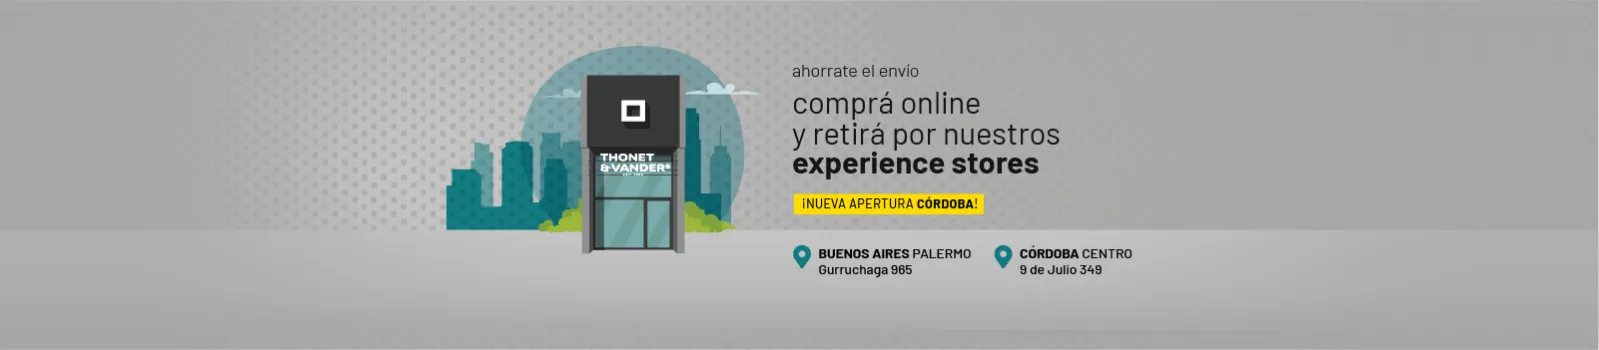 THONET
& VANDER®
ahorrate el envío
comprá online
y retirá por nuestros
experience stores
¡NUEVA APERTURA CÓRDOBA!
BUENOS AIRES PALERMO
Gurruchaga 965
CÓRDOBA CENTRO
9 de Julio 349